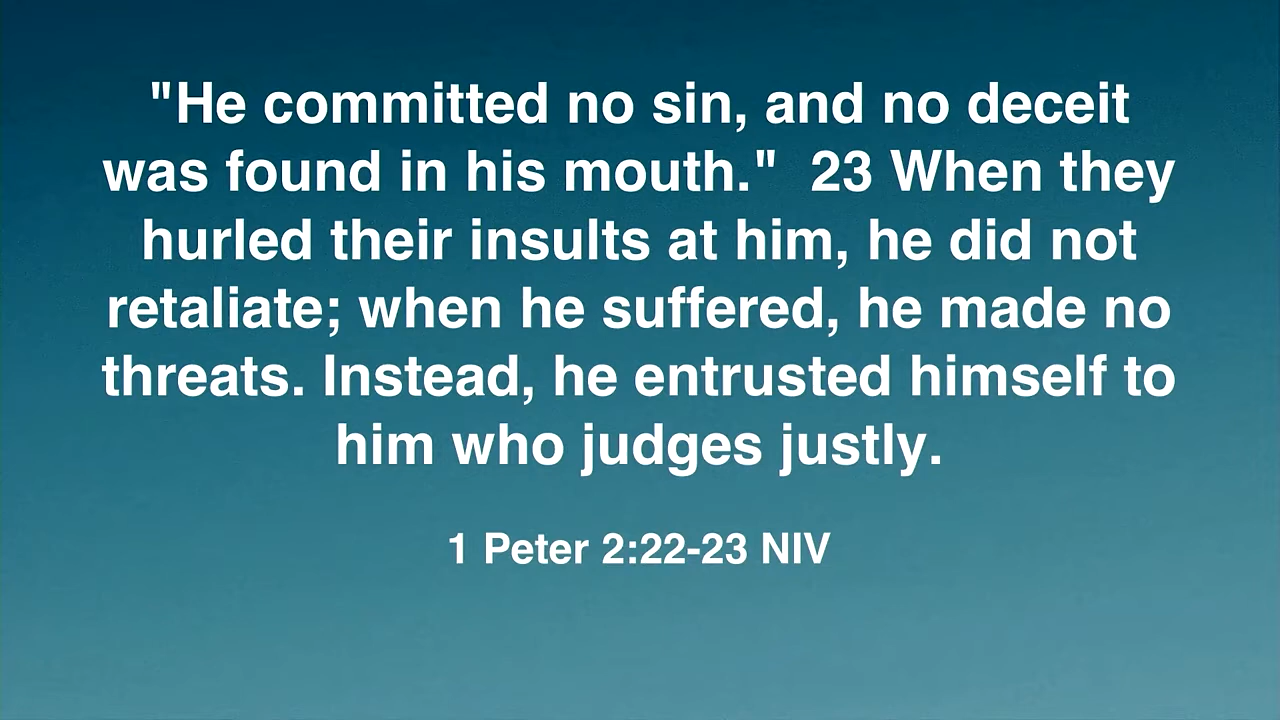 "He committed no sin, and no deceit
was found in his mouth."  23 When they
hurled their insults at him, he did not
retaliate; when he suffered, he made no
threats. Instead, he entrusted himself to
him who judges justly.
1 Peter 2:22-23 NIV